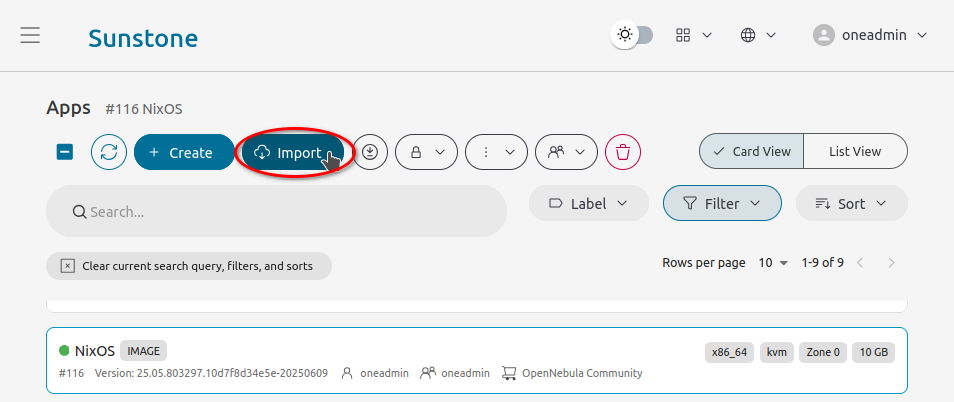 Sunstone
oneadmin
Apps #116 NixOS
Create Import Card View List View
Search... Label Filter Sort
Clear current search query, filters, and sorts Rows per page 10 1-9 of 9
NixOS IMAGE x86_64 kvm Zone 0 10 GB
#116 Version: 25.05.803297.10d7f8d34e5e-20250609 oneadmin oneadmin OpenNebula Community